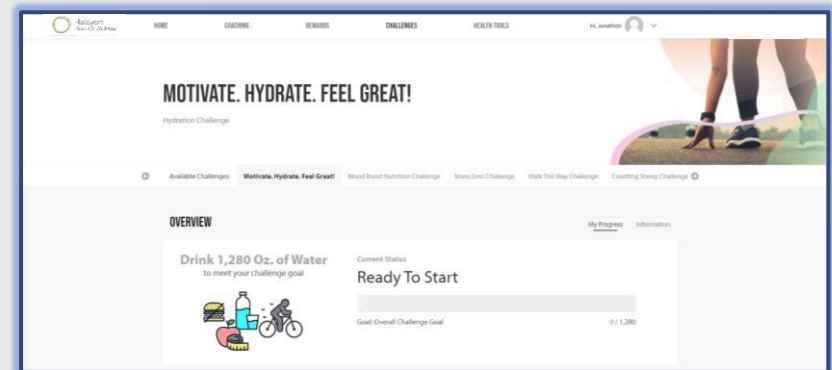 Halcyon
HOME COACHING REWARDS CHALLENGES HEALTH TOOLS Hi, Jonathon
MOTIVATE. HYDRATE. FEEL GREAT!
Hydration Challenge
Available Challenges Motivate. Hydrate. Feel Great! Mood Boost Nutrition Challenge Stress Less Challenge Walk This Way Challenge Counting Sheep Challenge
OVERVIEW
My Progress Information
Drink 1,280 Oz. of Water
to meet your challenge goal
Current Status
Ready To Start
Goal: Overall Challenge Goal 0 / 1,280